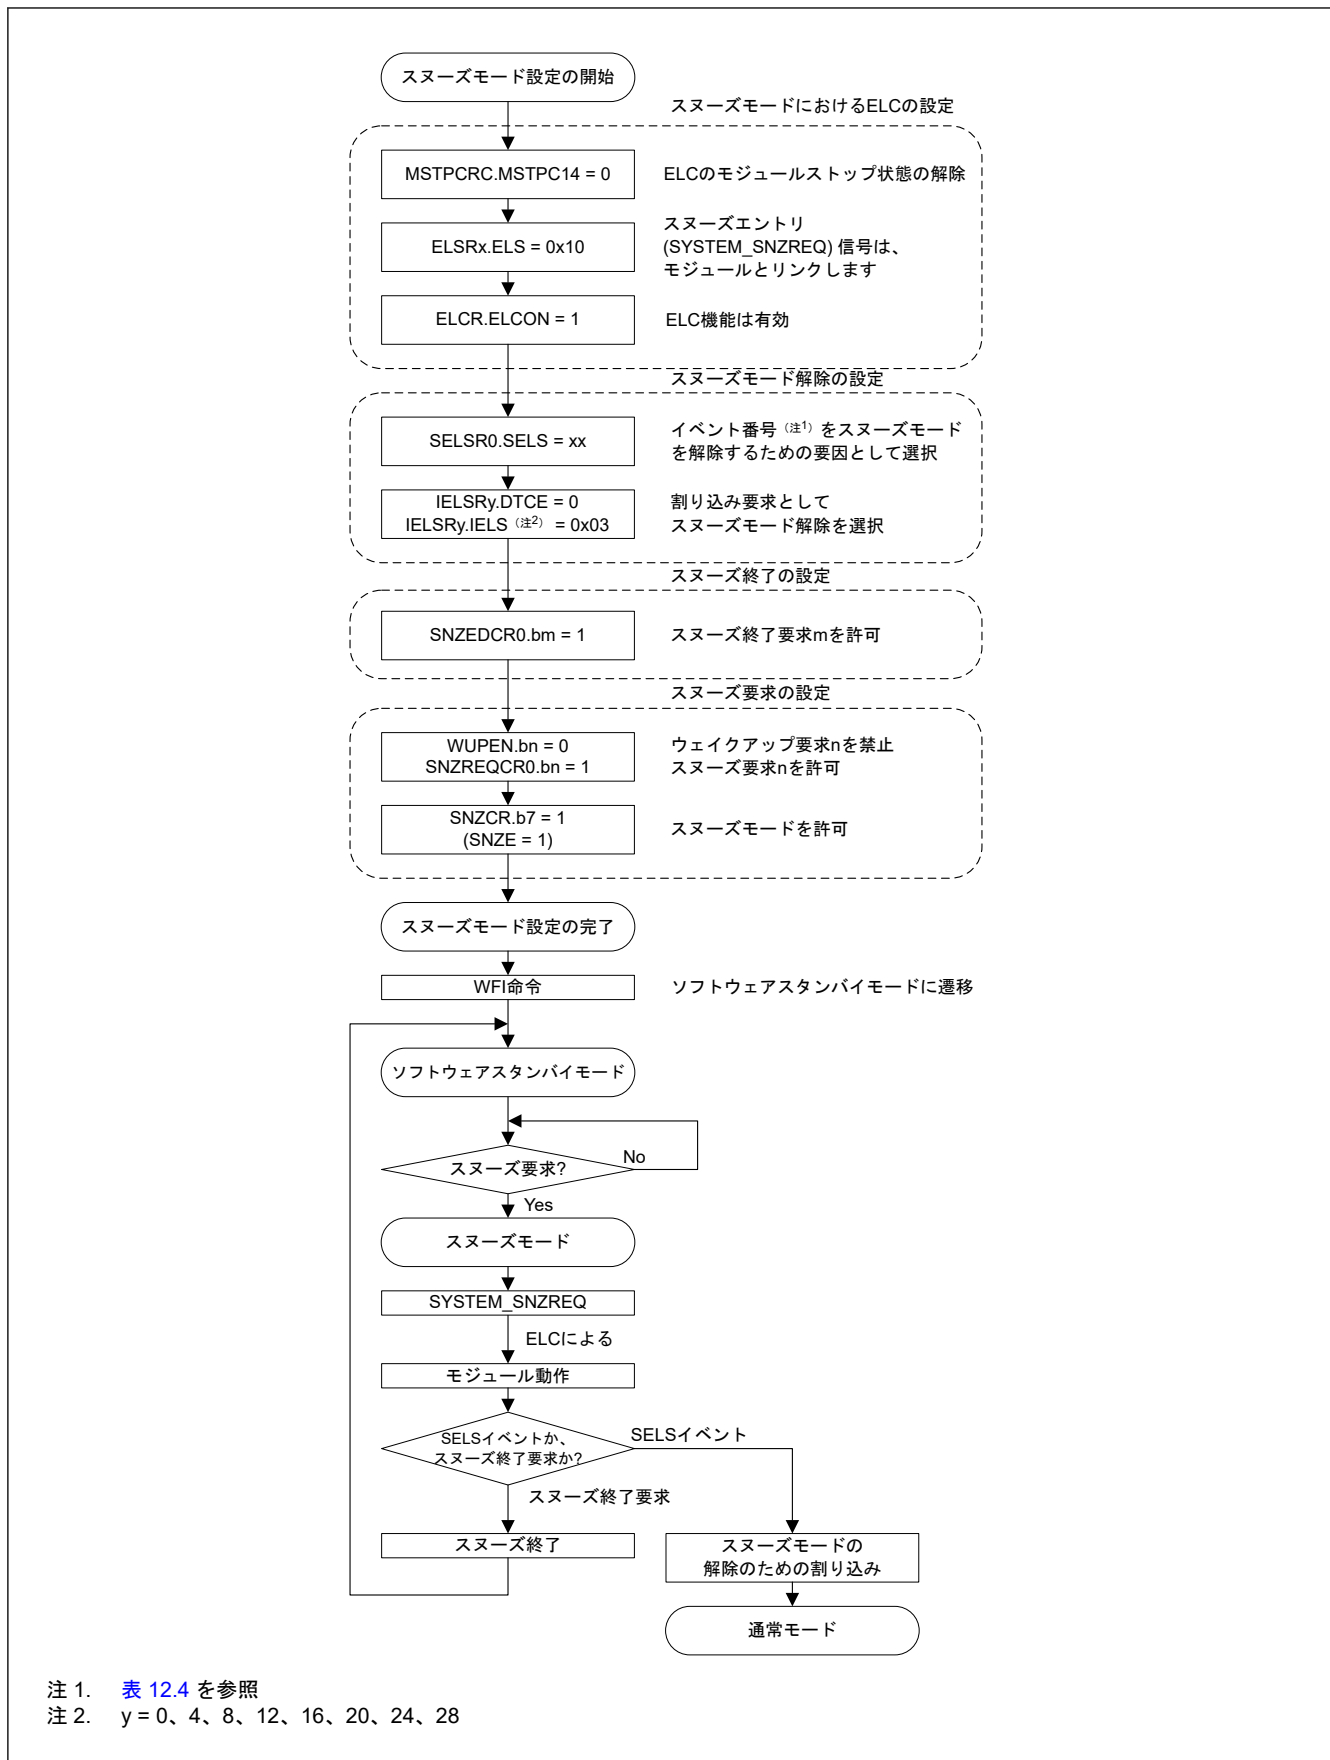 スヌーズモード設定の開始
スヌーズモードにおけるELCの設定
MSTPCRC.MSTPC14 = 0
ELCのモジュールストップ状態の解除
ELSRx.ELS = 0x10
スヌーズエントリ
(SYSTEM_SNZREQ) 信号は、
モジュールとリンクします
ELCR.ELCON = 1
ELC機能は有効
スヌーズモード解除の設定
SELSR0.SELS = xx
イベント番号（注1）をスヌーズモード
を解除するための要因として選択
IELSRy.DTCE = 0
IELSRy.IELS（注2） = 0x03
割り込み要求として
スヌーズモード解除を選択
スヌーズ終了の設定
SNZEDCR0.bm = 1
スヌーズ終了要求mを許可
スヌーズ要求の設定
WUPEN.bn = 0
SNZREQCR0.bn = 1
ウェイクアップ要求nを禁止
スヌーズ要求nを許可
SNZCR.b7 = 1
(SNZE = 1)
スヌーズモードを許可
スヌーズモード設定の完了
WFI命令
ソフトウェアスタンバイモードに遷移
ソフトウェアスタンバイモード
スヌーズ要求?
No
Yes
スヌーズモード
SYSTEM_SNZREQ
ELCによる
モジュール動作
SELSイベントか、
スヌーズ終了要求か?
SELSイベント
スヌーズ終了要求
スヌーズ終了
スヌーズモードの
解除のための割り込み
通常モード
注 1. 表 12.4 を参照
注 2. y = 0、4、8、12、16、20、24、28